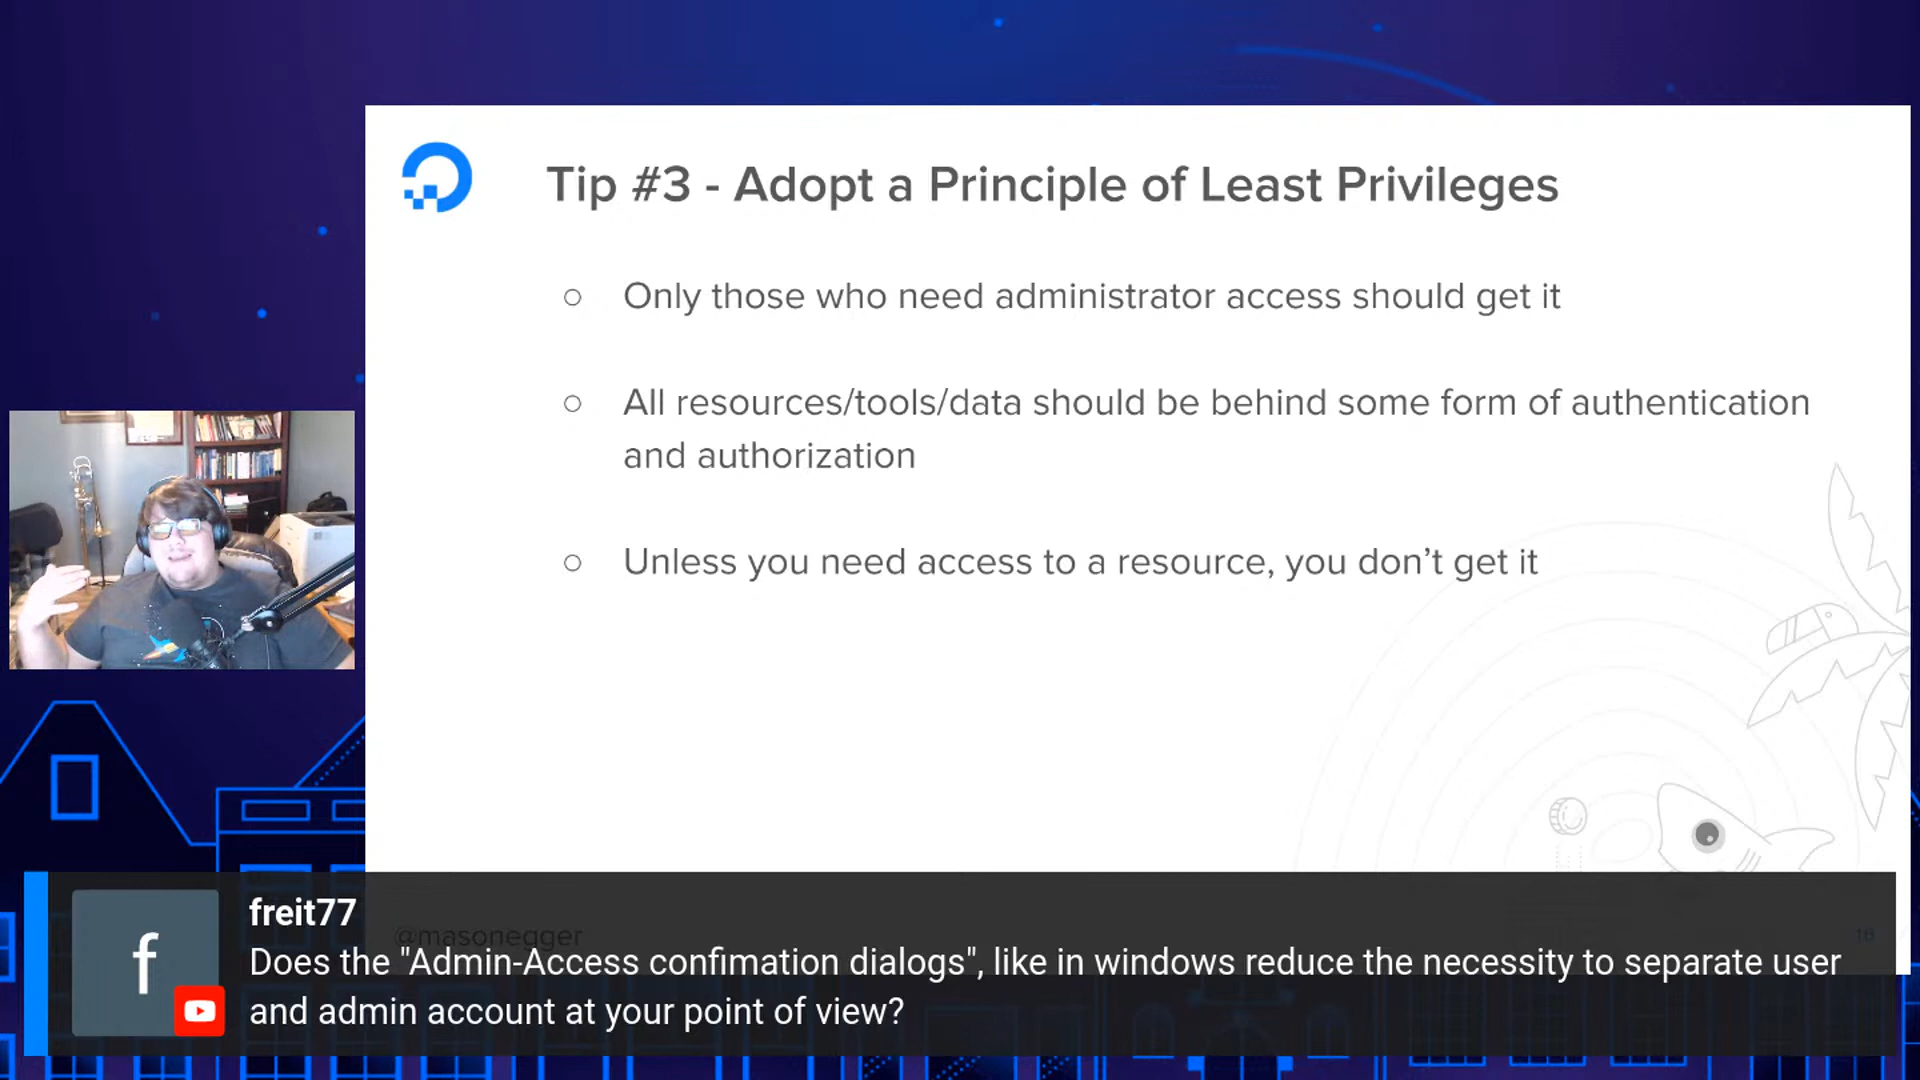 Tip #3 - Adopt a Principle of Least Privileges
○ Only those who need administrator access should get it
○ All resources/tools/data should be behind some form of authentication
and authorization
○ Unless you need access to a resource, you don’t get it
@masonegger
16
f
freit77
Does the "Admin-Access confimation dialogs", like in windows reduce the necessity to separate user
and admin account at your point of view?